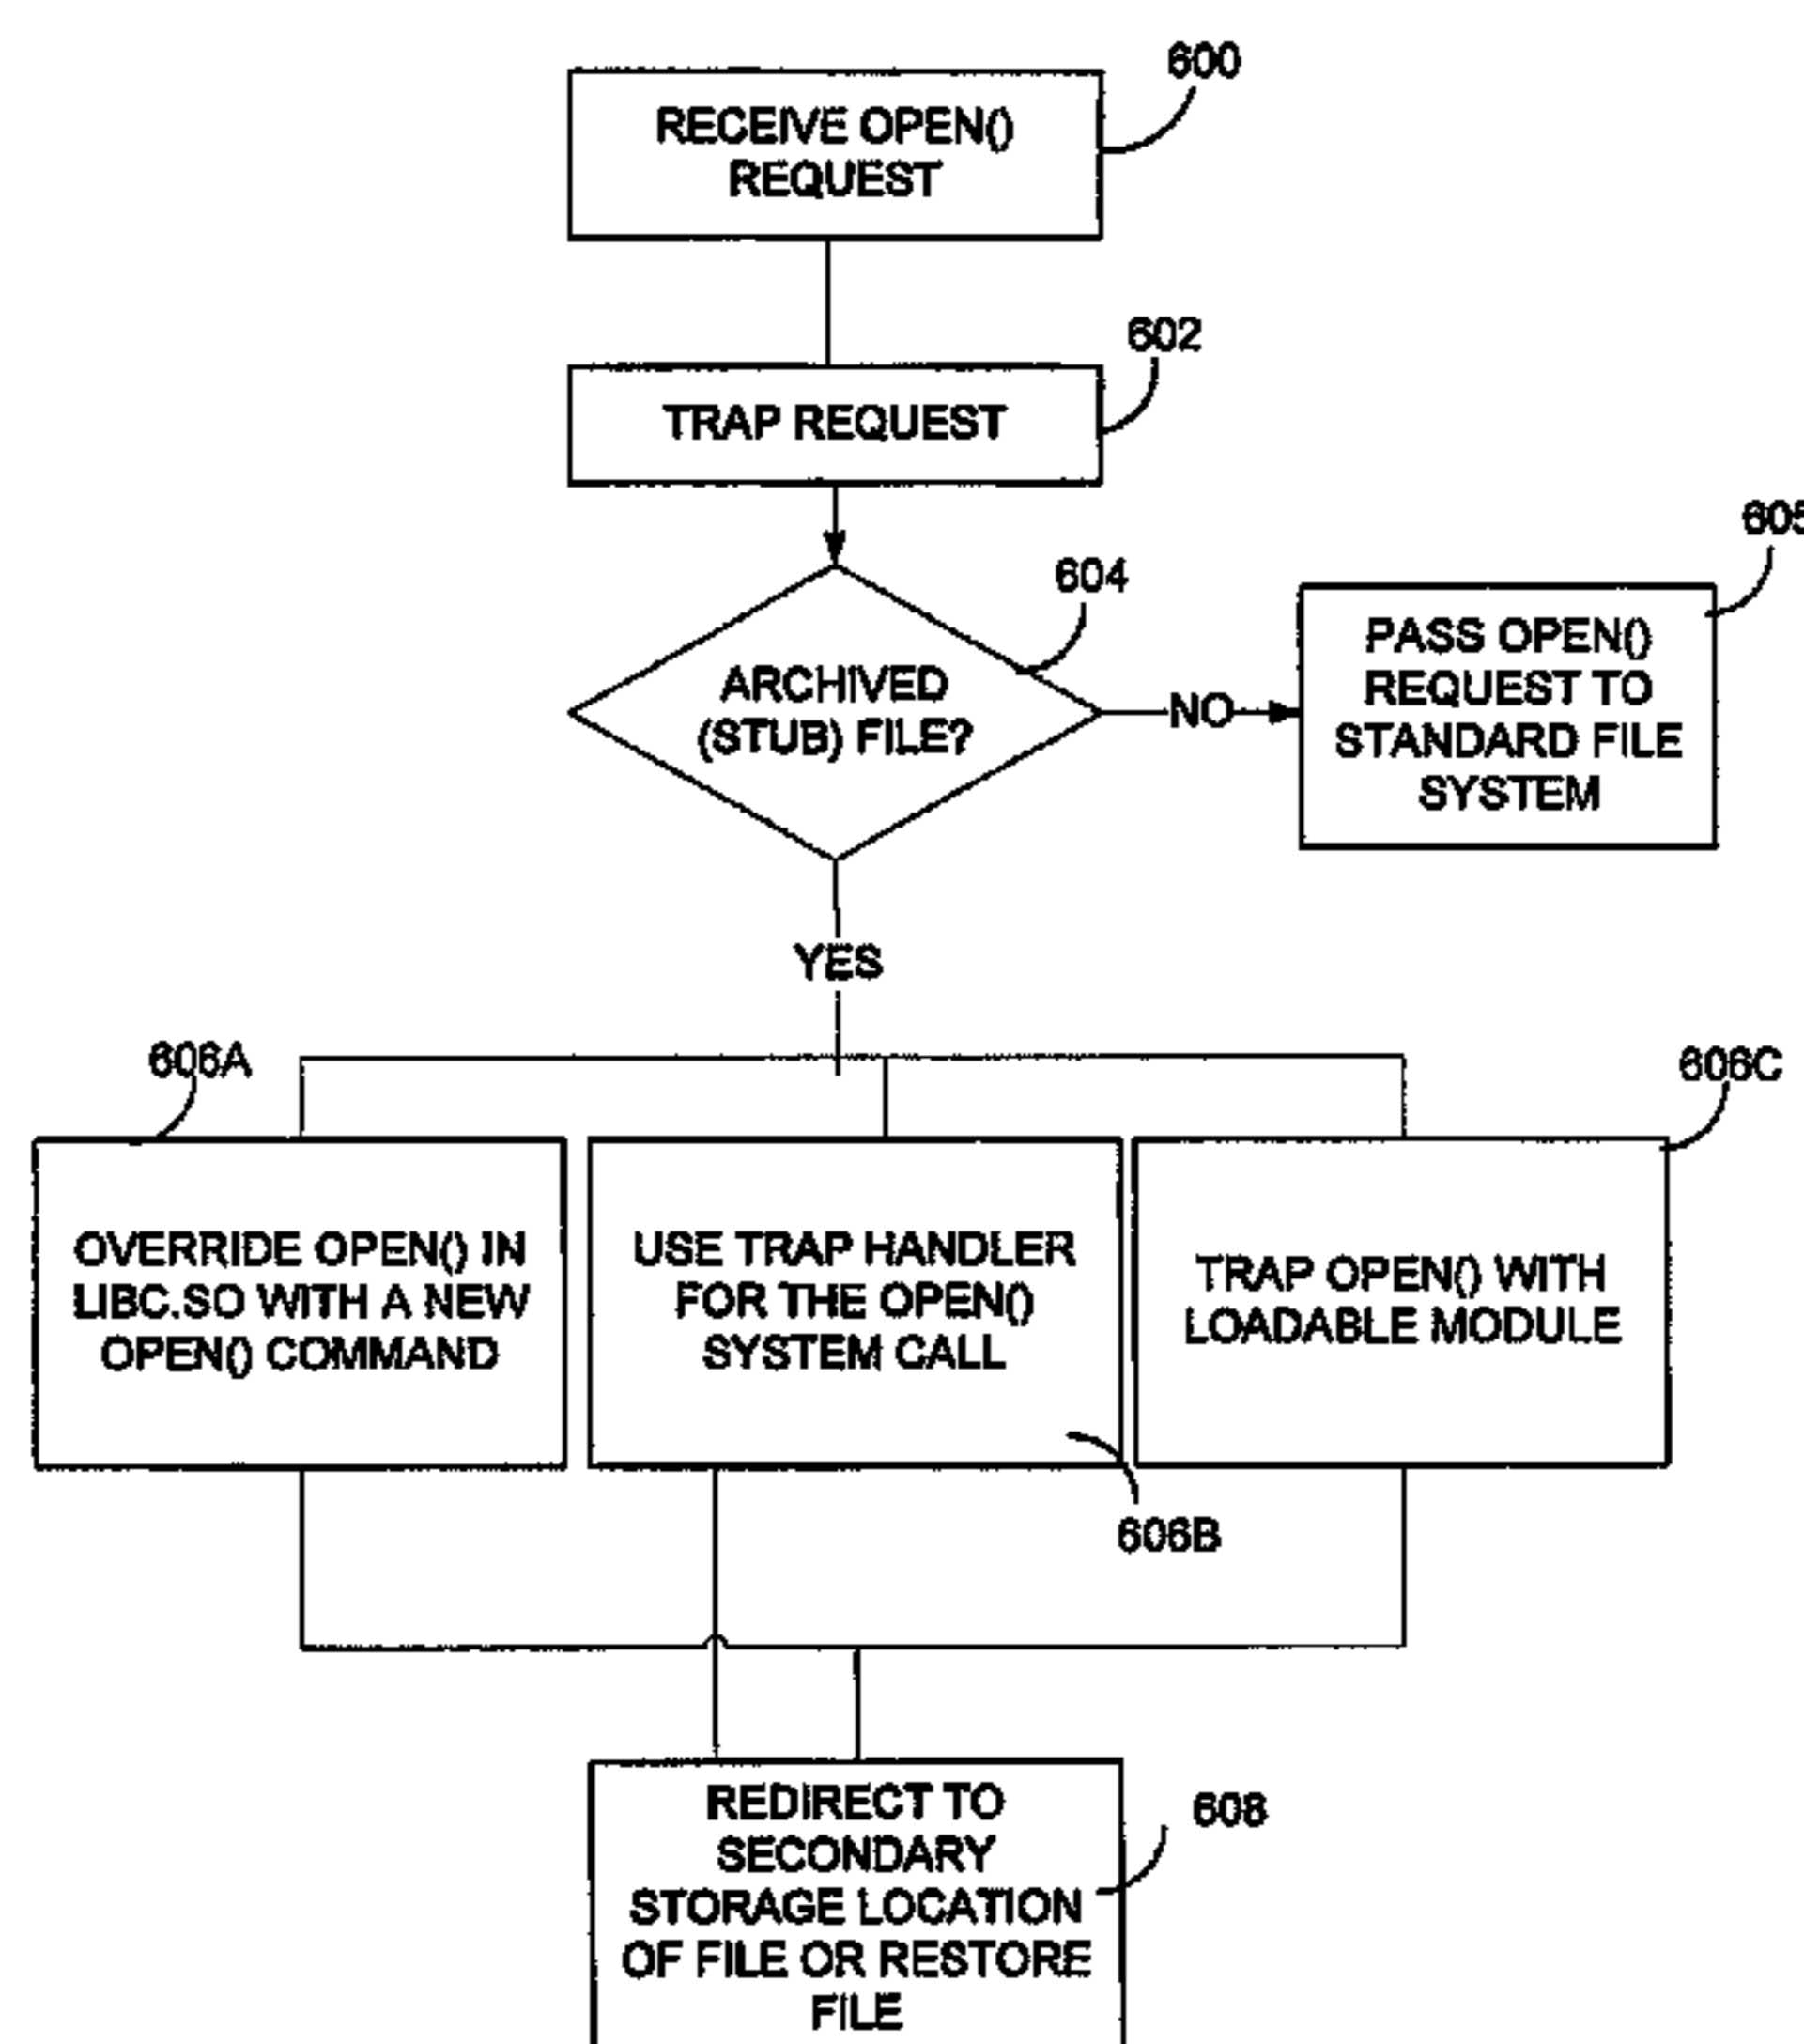 600
RECEIVE OPEN()
REQUEST
602
TRAP REQUEST
604
ARCHIVED
(STUB) FILE?
NO
605
PASS OPEN()
REQUEST TO
STANDARD FILE
SYSTEM
YES
606A
606C
OVERRIDE OPEN() IN
LIBC.SO WITH A NEW
OPEN() COMMAND
USE TRAP HANDLER
FOR THE OPEN()
SYSTEM CALL
TRAP OPEN() WITH
LOADABLE MODULE
606B
608
REDIRECT TO
SECONDARY
STORAGE LOCATION
OF FILE OR RESTORE
FILE